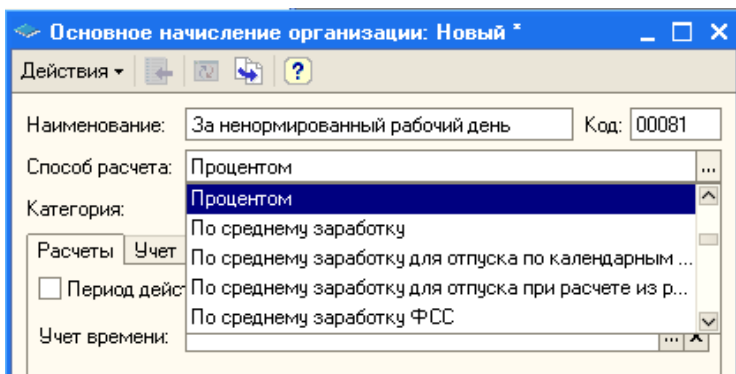 Основное начисление организации: Новый *
Действия
Наименование: За ненормированный рабочий день Код: 00081
Способ расчета: Процентом ...
Категория: Процентом
По среднему заработку
Расчеты Учет
По среднему заработку для отпуска по календарным ...
Период дейс
По среднему заработку для отпуска при расчете из р...
По среднему заработку ФСС
Учет времени: ... x